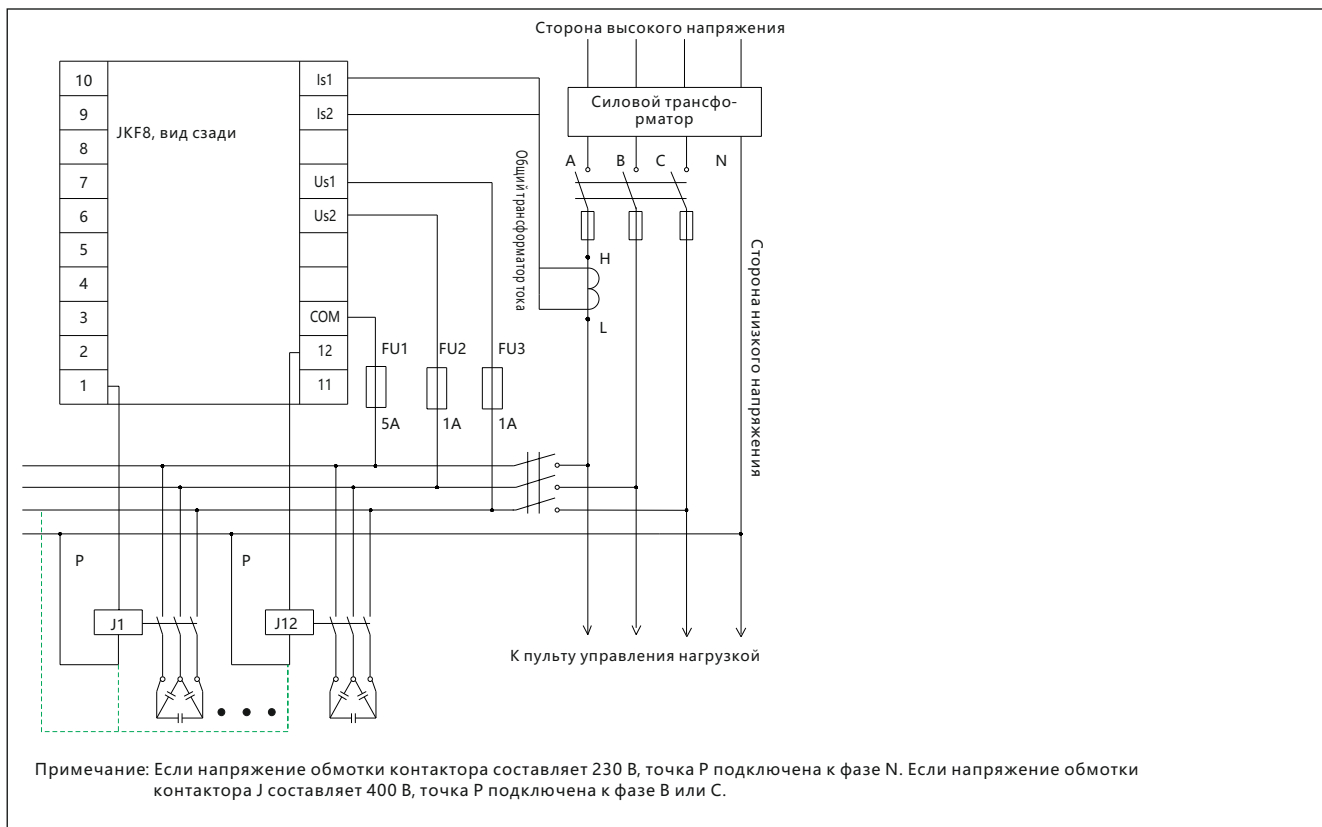 Сторона высокого напряжения
Силовой трансфо-
рматор
10
9
8
7
6
5
4
3
2
1
JKF8, вид сзади
Is1
Is2
Us1
Us2
COM
12
11
Общий трансформатор тока
A
B
C
N
H
L
Сторона низкого напряжения
FU1
FU2
FU3
5A
1A
1A
P
P
J1
J12
К пульту управления нагрузкой
Примечание: Если напряжение обмотки контактора составляет 230 В, точка P подключена к фазе N. Если напряжение обмотки
контактора J составляет 400 В, точка P подключена к фазе B или C.